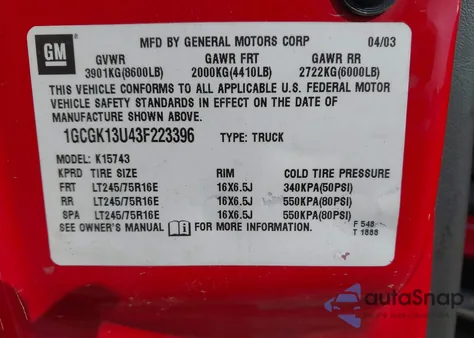 GM
MFD BY GENERAL MOTORS CORP 04/03
GVWR GAWR FRT GAWR RR
3901KG(8600LB) 2000KG(4410LB) 2722KG(6000LB)
THIS VEHICLE CONFORMS TO ALL APPLICABLE U.S. FEDERAL MOTOR
VEHICLE SAFETY STANDARDS IN EFFECT ON THE DATE OF
MANUFACTURE SHOWN ABOVE.
1GCGK13U43F223396 TYPE: TRUCK
MODEL: K15743
KPRD TIRE SIZE RIM COLD TIRE PRESSURE
FRT LT245/75R16E 16X6.5J 340KPA(50PSI)
RR LT245/75R16E 16X6.5J 550KPA(80PSI)
SPA LT245/75R16E 16X6.5J 550KPA(80PSI)
SEE OWNER'S MANUAL FOR MORE INFORMATION.
F 548
T 1888
autoSnap